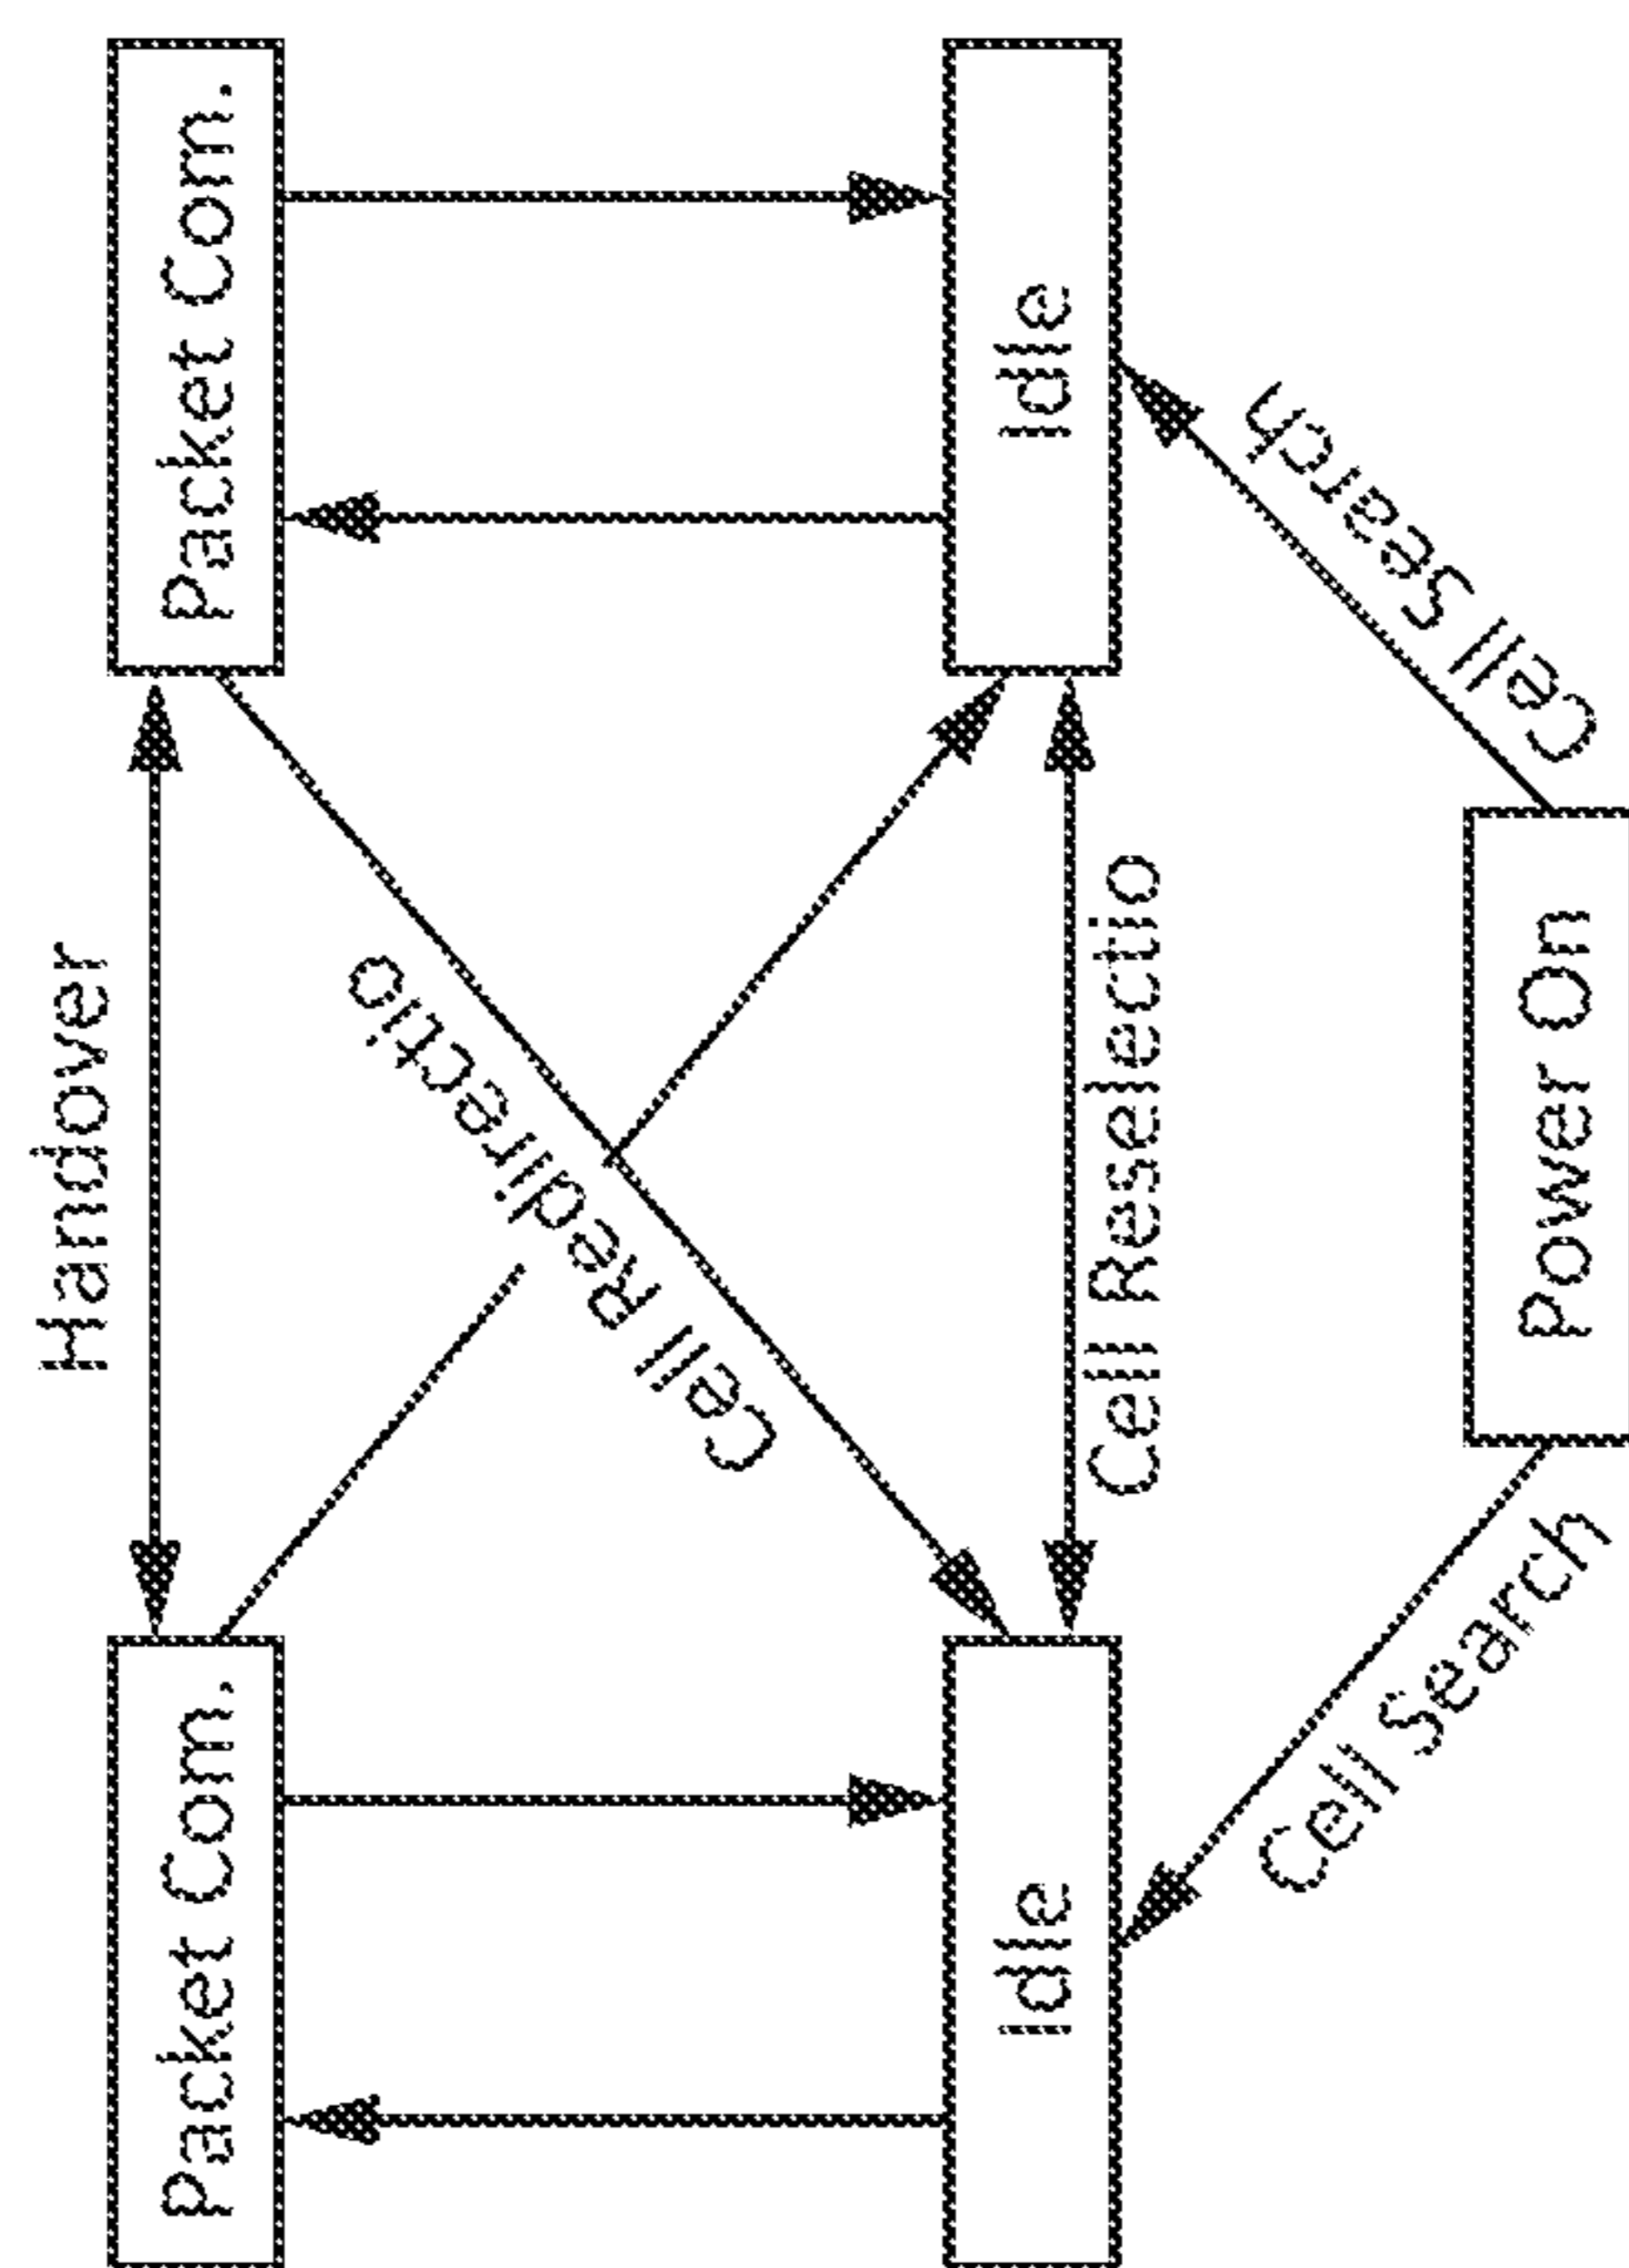 Handover
Packet Com.
Packet Com.
Cell Redirectio
Idle
Idle
Cell Reselectio
Cell Search
Cell Search
Power On